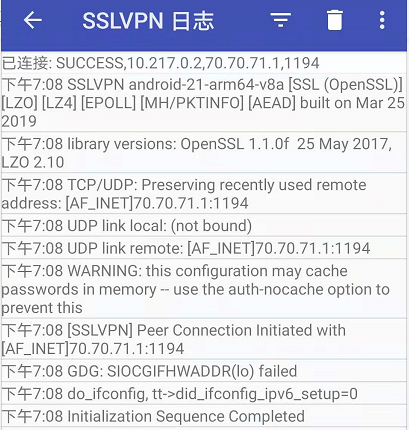 SSLVPN 日志
已连接: SUCCESS,10.217.0.2,70.70.71.1,1194
下午7:08 SSLVPN android-21-arm64-v8a [SSL (OpenSSL)]
[LZO] [LZ4] [EPOLL] [MH/PKTINFO] [AEAD] built on Mar 25
2019
下午7:08 library versions: OpenSSL 1.1.0f  25 May 2017,
LZO 2.10
下午7:08 TCP/UDP: Preserving recently used remote
address: [AF_INET]70.70.71.1:1194
下午7:08 UDP link local: (not bound)
下午7:08 UDP link remote: [AF_INET]70.70.71.1:1194
下午7:08 WARNING: this configuration may cache
passwords in memory -- use the auth-nocache option to
prevent this
下午7:08 [SSLVPN] Peer Connection Initiated with
[AF_INET]70.70.71.1:1194
下午7:08 GDG: SIOCGIFHWADDR(lo) failed
下午7:08 do_ifconfig, tt->did_ifconfig_ipv6_setup=0
下午7:08 Initialization Sequence Completed